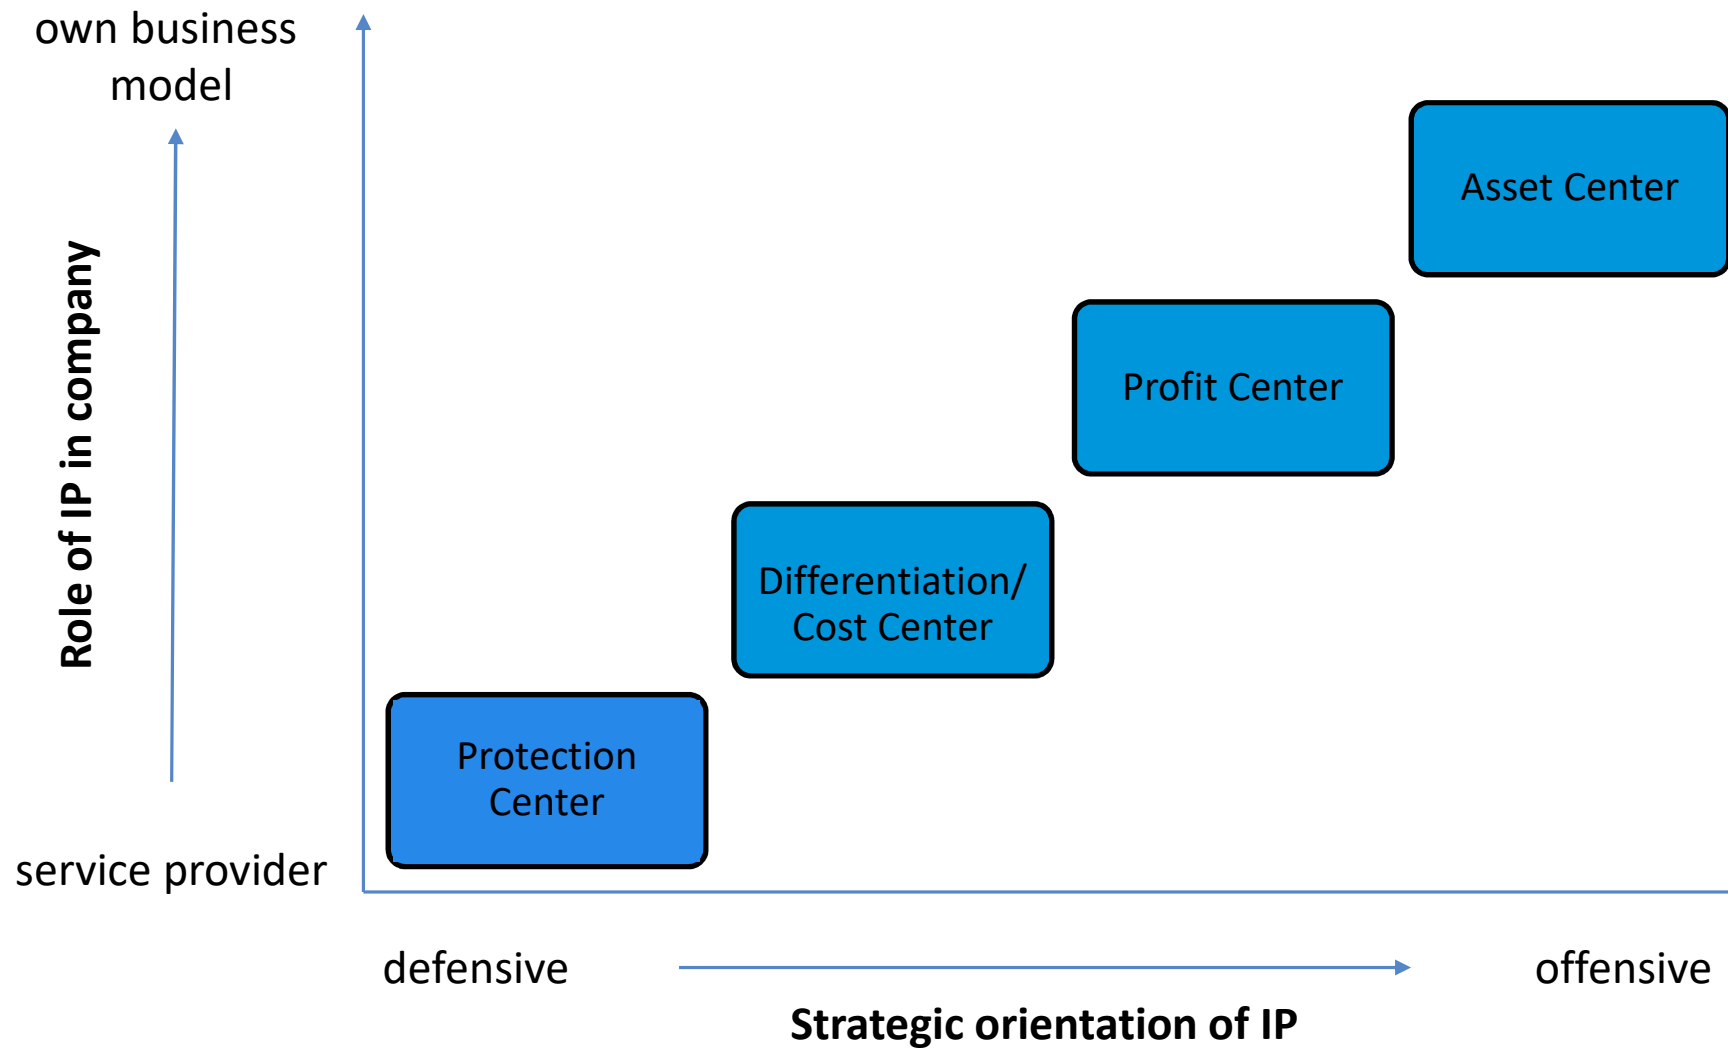 own business
model
Role of IP in company
service provider
Asset Center
Profit Center
Differentiation/
Cost Center
Protection
Center
defensive
offensive
Strategic orientation of IP